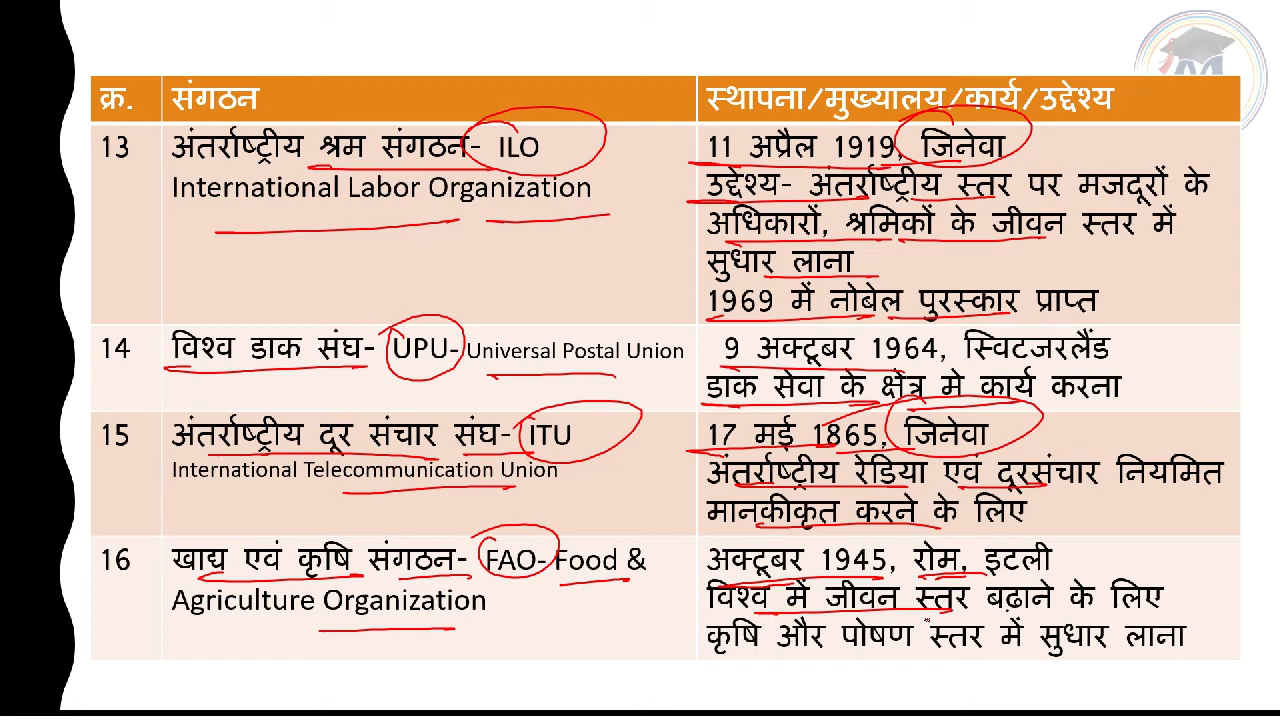 क्र. संगठन स्थापना/मुख्यालय/कार्य/उद्देश्य
13 अंतर्राष्ट्रीय श्रम संगठन- ILO
International Labor Organization
11 अप्रैल 1919, जिनेवा
उद्देश्य- अंतर्राष्ट्रीय स्तर पर मजदूरों के
अधिकारों, श्रमिकों के जीवन स्तर में
सुधार लाना
1969 में नोबेल पुरस्कार प्राप्त
14 विश्व डाक संघ- UPU- Universal Postal Union
9 अक्टूबर 1964, स्विटजरलैंड
डाक सेवा के क्षेत्र मे कार्य करना
15 अंतर्राष्ट्रीय दूर संचार संघ- ITU
International Telecommunication Union
17 मई 1865, जिनेवा
अंतर्राष्ट्रीय रेडिया एवं दूरसंचार नियमित
मानकीकृत करने के लिए
16 खाद्य एवं कृषि संगठन- FAO- Food &
Agriculture Organization
अक्टूबर 1945, रोम, इटली
विश्व में जीवन स्तर बढ़ाने के लिए
कृषि और पोषण स्तर में सुधार लाना